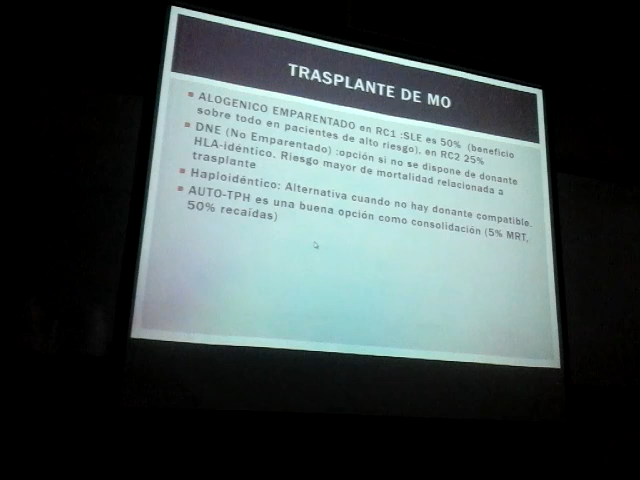 TRASPLANTE DE MO
ALOGENICO EMPARENTADO en RC1 :SLE es 50% (beneficio
sobre todo en pacientes de alto riesgo), en RC2 25%
DNE (No Emparentado) :opción si no se dispone de donante
HLA-idéntico. Riesgo mayor de mortalidad relacionada a
trasplante
Haploidéntico: Alternativa cuando no hay donante compatible.
AUTO-TPH es una buena opción como consolidación (5% MRT,
50% recaídas)